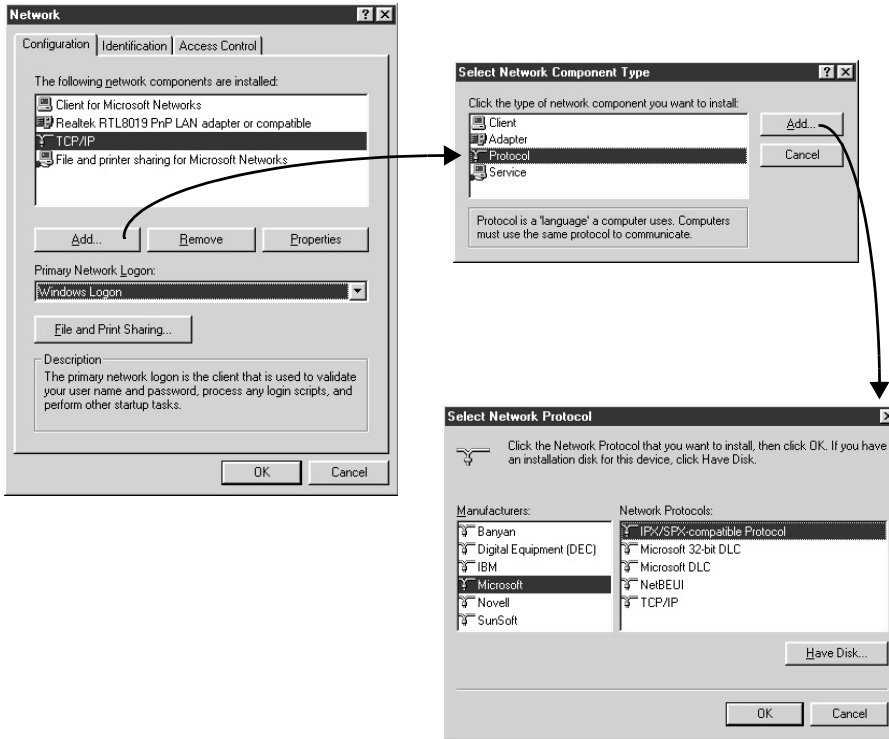 Network
Configuration Identification Access Control
The following network components are installed:
Client for Microsoft Networks
Realtek RTL8019 PnP LAN adapter or compatible
TCP/IP
File and printer sharing for Microsoft Networks
Add... Remove Properties
Primary Network Logon:
Windows Logon
File and Print Sharing...
Description
The primary network logon is the client that is used to validate
your user name and password, process any login scripts, and
perform other startup tasks.
OK Cancel
Select Network Component Type
Click the type of network component you want to install:
Client
Adapter
Protocol
Service
Add...
Cancel
Protocol is a 'language' a computer uses. Computers
must use the same protocol to communicate.
Select Network Protocol
Click the Network Protocol that you want to install, then click OK. If you have
an installation disk for this device, click Have Disk.
Manufacturers:
Banyan
Digital Equipment (DEC)
IBM
Microsoft
Novell
SunSoft
Network Protocols:
IPX/SPX-compatible Protocol
Microsoft 32-bit DLC
Microsoft DLC
NetBEUI
TCP/IP
Have Disk...
OK Cancel